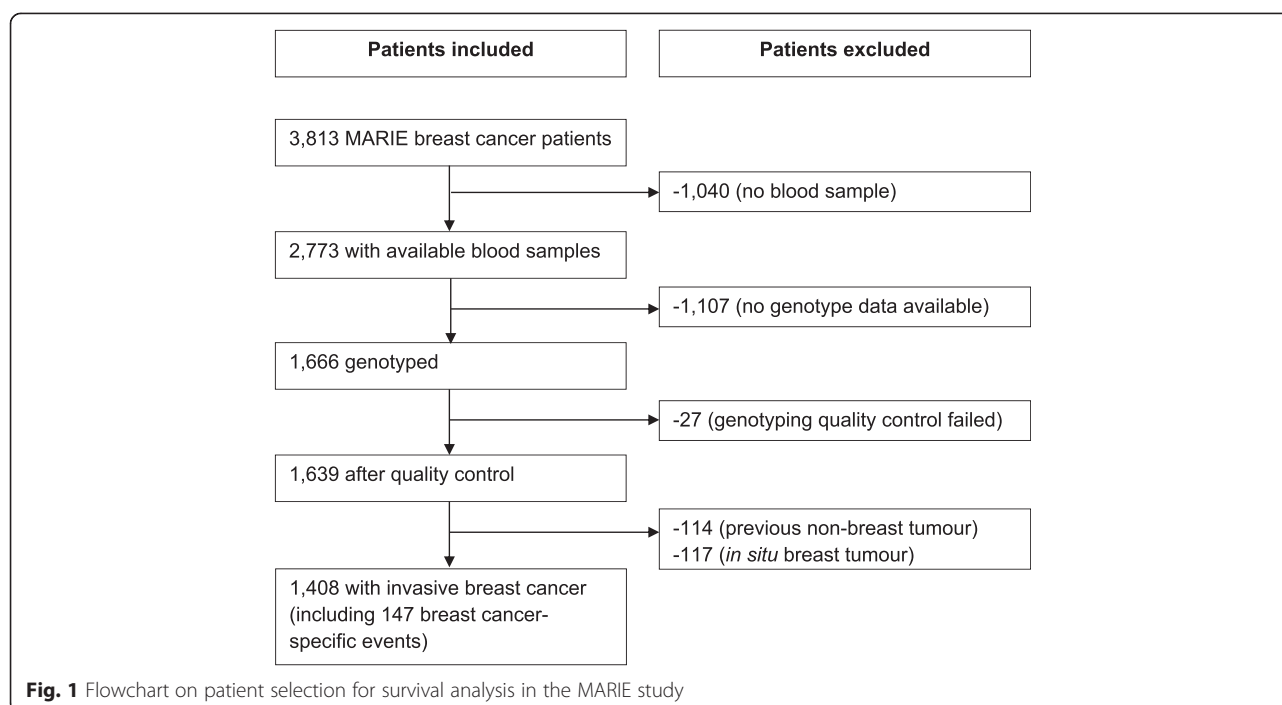 Patients included
Patients excluded
3,813 MARIE breast cancer patients
-1,040 (no blood sample)
2,773 with available blood samples
-1,107 (no genotype data available)
1,666 genotyped
-27 (genotyping quality control failed)
1,639 after quality control
-114 (previous non-breast tumour)
-117 (in situ breast tumour)
1,408 with invasive breast cancer
(including 147 breast cancer-
specific events)
Fig. 1 Flowchart on patient selection for survival analysis in the MARIE study